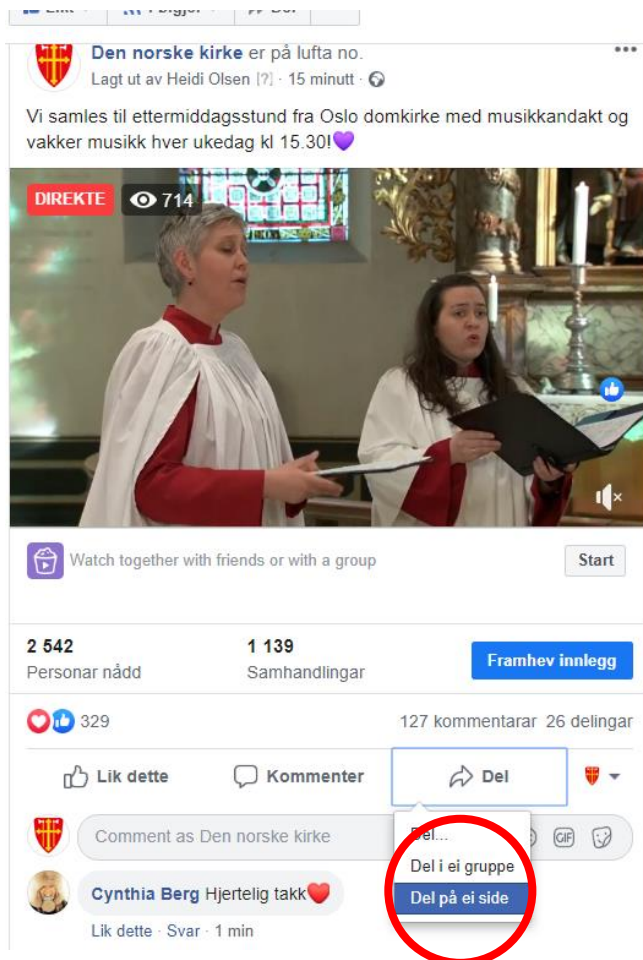 Den norske kirke er på lufta no.
Lagt ut av Heidi Olsen [?] · 15 minutt ·
Vi samles til ettermiddagsstund fra Oslo domkirke med musikkandakt og
vakker musikk hver ukedag kl 15.30!💜
DIREKTE 714
Watch together with friends or with a group Start
2 542 1 139
Personar nådd Samhandlingar
Framhev innlegg
329 127 kommentarar 26 delingar
Lik dette Kommenter Del
Comment as Den norske kirke GIF
Del...
Del i ei gruppe
Del på ei side
Cynthia Berg Hjertelig takk❤️
Lik dette · Svar · 1 min